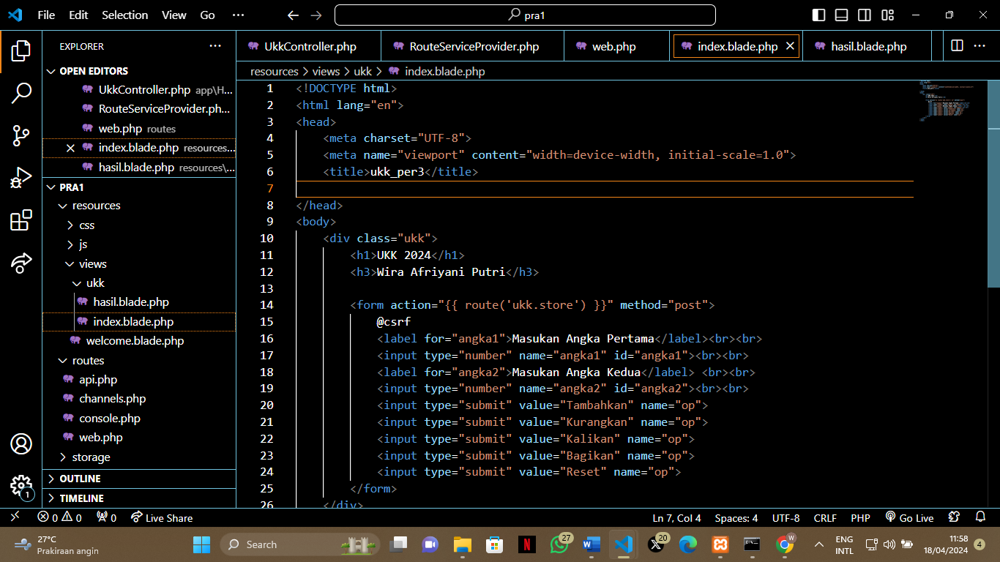 File Edit Selection View Go ··· pra1
EXPLORER ···
OPEN EDITORS
UkkController.php app\H...
RouteServiceProvider.ph...
web.php routes
index.blade.php resources...
hasil.blade.php resources\...
PRA1
resources
css
js
views
ukk
hasil.blade.php
index.blade.php
welcome.blade.php
routes
api.php
channels.php
console.php
web.php
storage
OUTLINE
TIMELINE
1
UkkController.php RouteServiceProvider.php web.php index.blade.php hasil.blade.php ···
resources > views > ukk > index.blade.php
1 <!DOCTYPE html>
2 <html lang="en">
3 <head>
4 <meta charset="UTF-8">
5 <meta name="viewport" content="width=device-width, initial-scale=1.0">
6 <title>ukk_per3</title>
7
8 </head>
9 <body>
10 <div class="ukk">
11 <h1>UKK 2024</h1>
12 <h3>Wira Afriyani Putri</h3>
13
14 <form action="{{ route('ukk.store') }}" method="post">
15 @csrf
16 <label for="angka1">Masukan Angka Pertama</label><br><br>
17 <input type="number" name="angka1" id="angka1"><br><br>
18 <label for="angka2">Masukan Angka Kedua</label> <br><br>
19 <input type="number" name="angka2" id="angka2"><br><br>
20 <input type="submit" value="Tambahkan" name="op">
21 <input type="submit" value="Kurangkan" name="op">
22 <input type="submit" value="Kalikan" name="op">
23 <input type="submit" value="Bagikan" name="op">
24 <input type="submit" value="Reset" name="op">
25 </form>
26 </div>
0 0 0 Live Share Ln 7, Col 4 Spaces: 4 UTF-8 CRLF PHP Go Live
27°C
Prakiraan angin
Search
27
20
W
ENG
INTL
11:58
18/04/2024
4